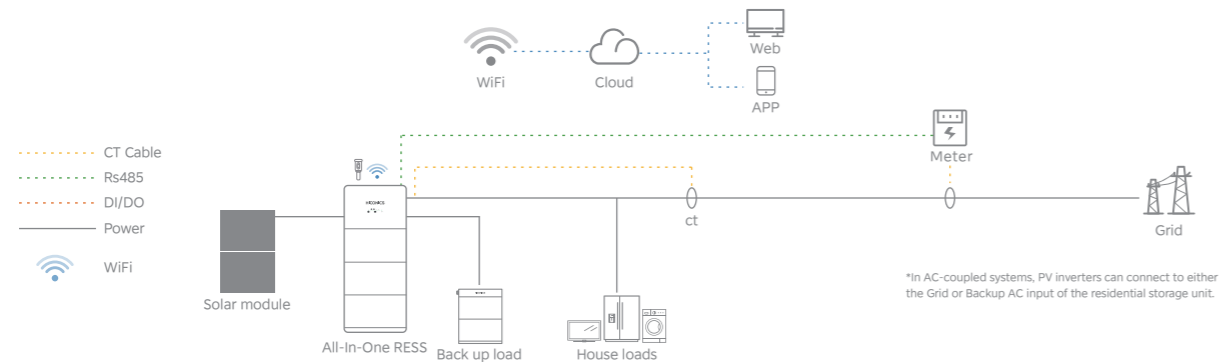 Web
WiFi
Cloud
APP
CT Cable
Rs485
DI/DO
Power
WiFi
Meter
ct
Grid
Solar module
All-In-One RESS
Back up load
House loads
*In AC-coupled systems, PV inverters can connect to either
the Grid or Backup AC input of the residential storage unit.